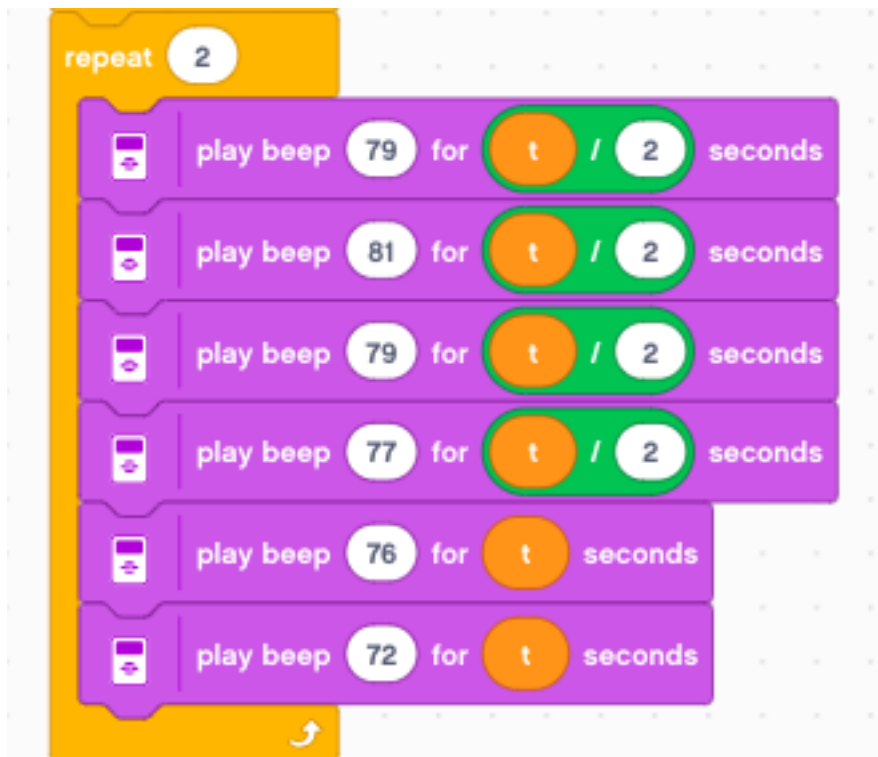 repeat 2
play beep 79 for t / 2 seconds
play beep 81 for t / 2 seconds
play beep 79 for t / 2 seconds
play beep 77 for t / 2 seconds
play beep 76 for t seconds
play beep 72 for t seconds